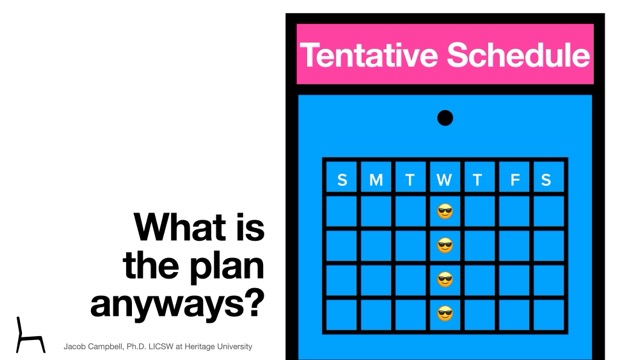 Tentative Schedule
S M T W T F S
What is
the plan
anyways?
Jacob Campbell, Ph.D. LICSW at Heritage University